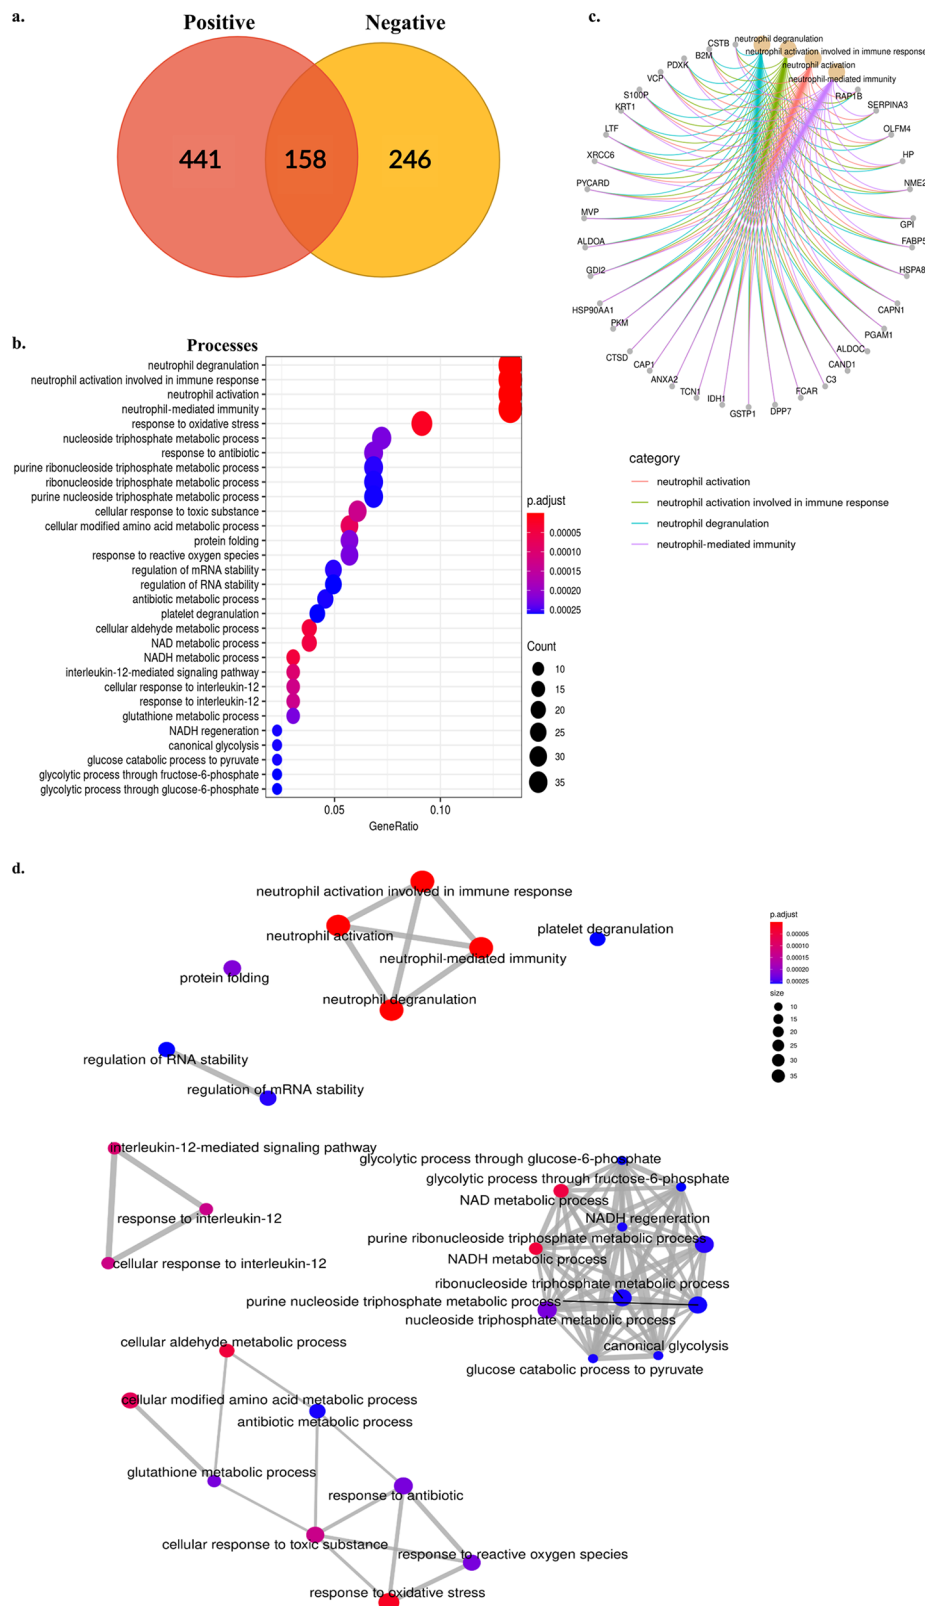 a.
Positive
Negative
441
158
246
b.
Processes
neutrophil degranulation
neutrophil activation involved in immune response
neutrophil activation
neutrophil-mediated immunity
response to oxidative stress
nucleoside triphosphate metabolic process
response to antibiotic
purine ribonucleoside triphosphate metabolic process
ribonucleoside triphosphate metabolic process
purine nucleoside triphosphate metabolic process
cellular response to toxic substance
cellular modified amino acid metabolic process
protein folding
response to reactive oxygen species
regulation of mRNA stability
regulation of RNA stability
antibiotic metabolic process
platelet degranulation
cellular aldehyde metabolic process
NAD metabolic process
NADH metabolic process
interleukin-12-mediated signaling pathway
cellular response to interleukin-12
response to interleukin-12
glutathione metabolic process
NADH regeneration
canonical glycolysis
glucose catabolic process to pyruvate
glycolytic process through fructose-6-phosphate
glycolytic process through glucose-6-phosphate
0.05
0.10
GeneRatio
p.adjust
0.00005
0.00010
0.00015
0.00020
0.00025
Count
10
15
20
25
30
35
c.
neutrophil degranulation
neutrophil activation involved in immune response
neutrophil activation
neutrophil-mediated immunity
CSTB
B2M
PDXK
VCP
S100P
KRT1
LTF
XRCC6
PYCARD
MVP
ALDOA
GDI2
HSP90AA1
PKM
CTSD
CAP1
ANXA2
TCN1
IDH1
GSTP1
DPP7
FCAR
C3
CAND1
ALDOC
PGAM1
CAPN1
HSPA8
FABP5
GPI
NME2
HP
OLFM4
SERPINA3
RAP1B
category
neutrophil activation
neutrophil activation involved in immune response
neutrophil degranulation
neutrophil-mediated immunity
d.
neutrophil activation involved in immune response
neutrophil activation
neutrophil-mediated immunity
neutrophil degranulation
platelet degranulation
protein folding
regulation of RNA stability
regulation of mRNA stability
interleukin-12-mediated signaling pathway
response to interleukin-12
cellular response to interleukin-12
glycolytic process through glucose-6-phosphate
glycolytic process through fructose-6-phosphate
NAD metabolic process
NADH regeneration
purine ribonucleoside triphosphate metabolic process
NADH metabolic process
ribonucleoside triphosphate metabolic process
purine nucleoside triphosphate metabolic process
nucleoside triphosphate metabolic process
canonical glycolysis
glucose catabolic process to pyruvate
cellular aldehyde metabolic process
cellular modified amino acid metabolic process
antibiotic metabolic process
glutathione metabolic process
response to antibiotic
cellular response to toxic substance
response to reactive oxygen species
response to oxidative stress
p.adjust
0.00005
0.00010
0.00015
0.00020
0.00025
size
10
15
20
25
30
35